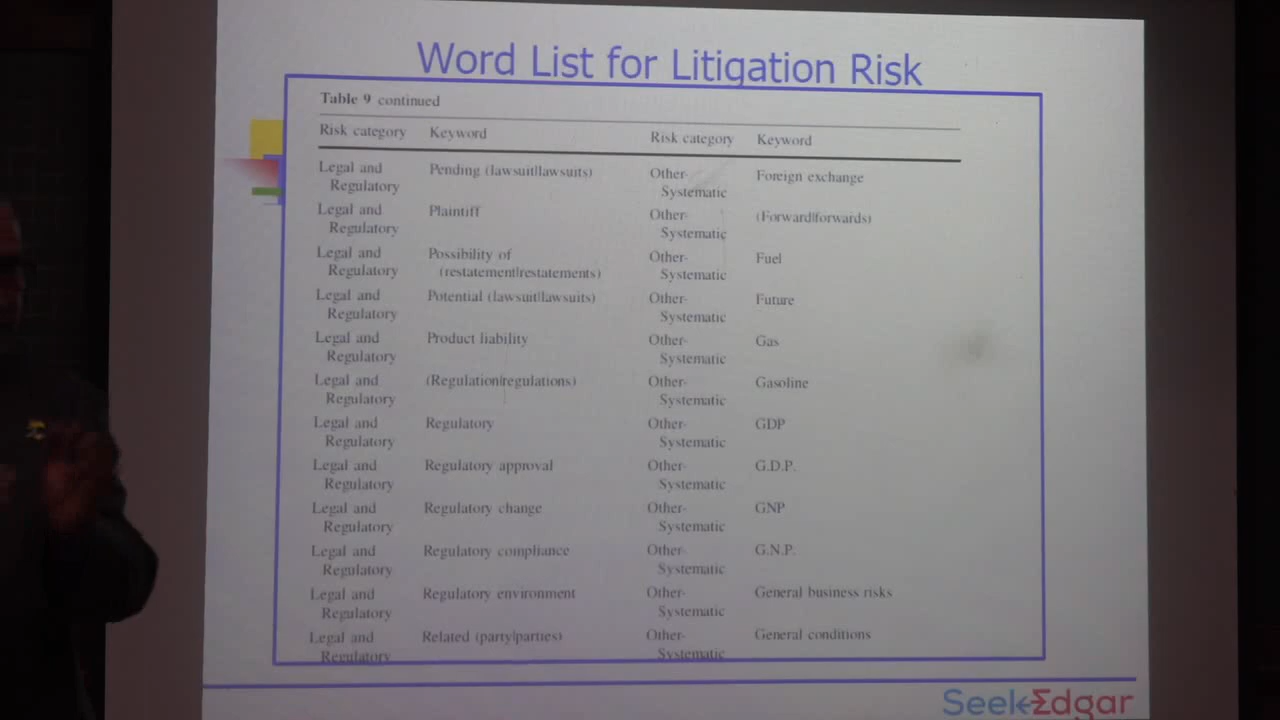 Word List for Litigation Risk
Table 9 continued
Risk category Keyword Risk category Keyword
Legal and Pending (lawsuit|lawsuits) Other- Foreign exchange
Regulatory Systematic
Legal and Plaintiff Other- (Forward|forwards)
Regulatory Systematic
Legal and Possibility of Other- Fuel
Regulatory (restatement|restatements) Systematic
Legal and Potential (lawsuit|lawsuits) Other- Future
Regulatory Systematic
Legal and Product liability Other- Gas
Regulatory Systematic
Legal and (Regulation|regulations) Other- Gasoline
Regulatory Systematic
Legal and Regulatory Other- GDP
Regulatory Systematic
Legal and Regulatory approval Other- G.D.P.
Regulatory Systematic
Legal and Regulatory change Other- GNP
Regulatory Systematic
Legal and Regulatory compliance Other- G.N.P.
Regulatory Systematic
Legal and Regulatory environment Other- General business risks
Regulatory Systematic
Legal and Related (party|parties) Other- General conditions
Regulatory Systematic
SeekEdgar